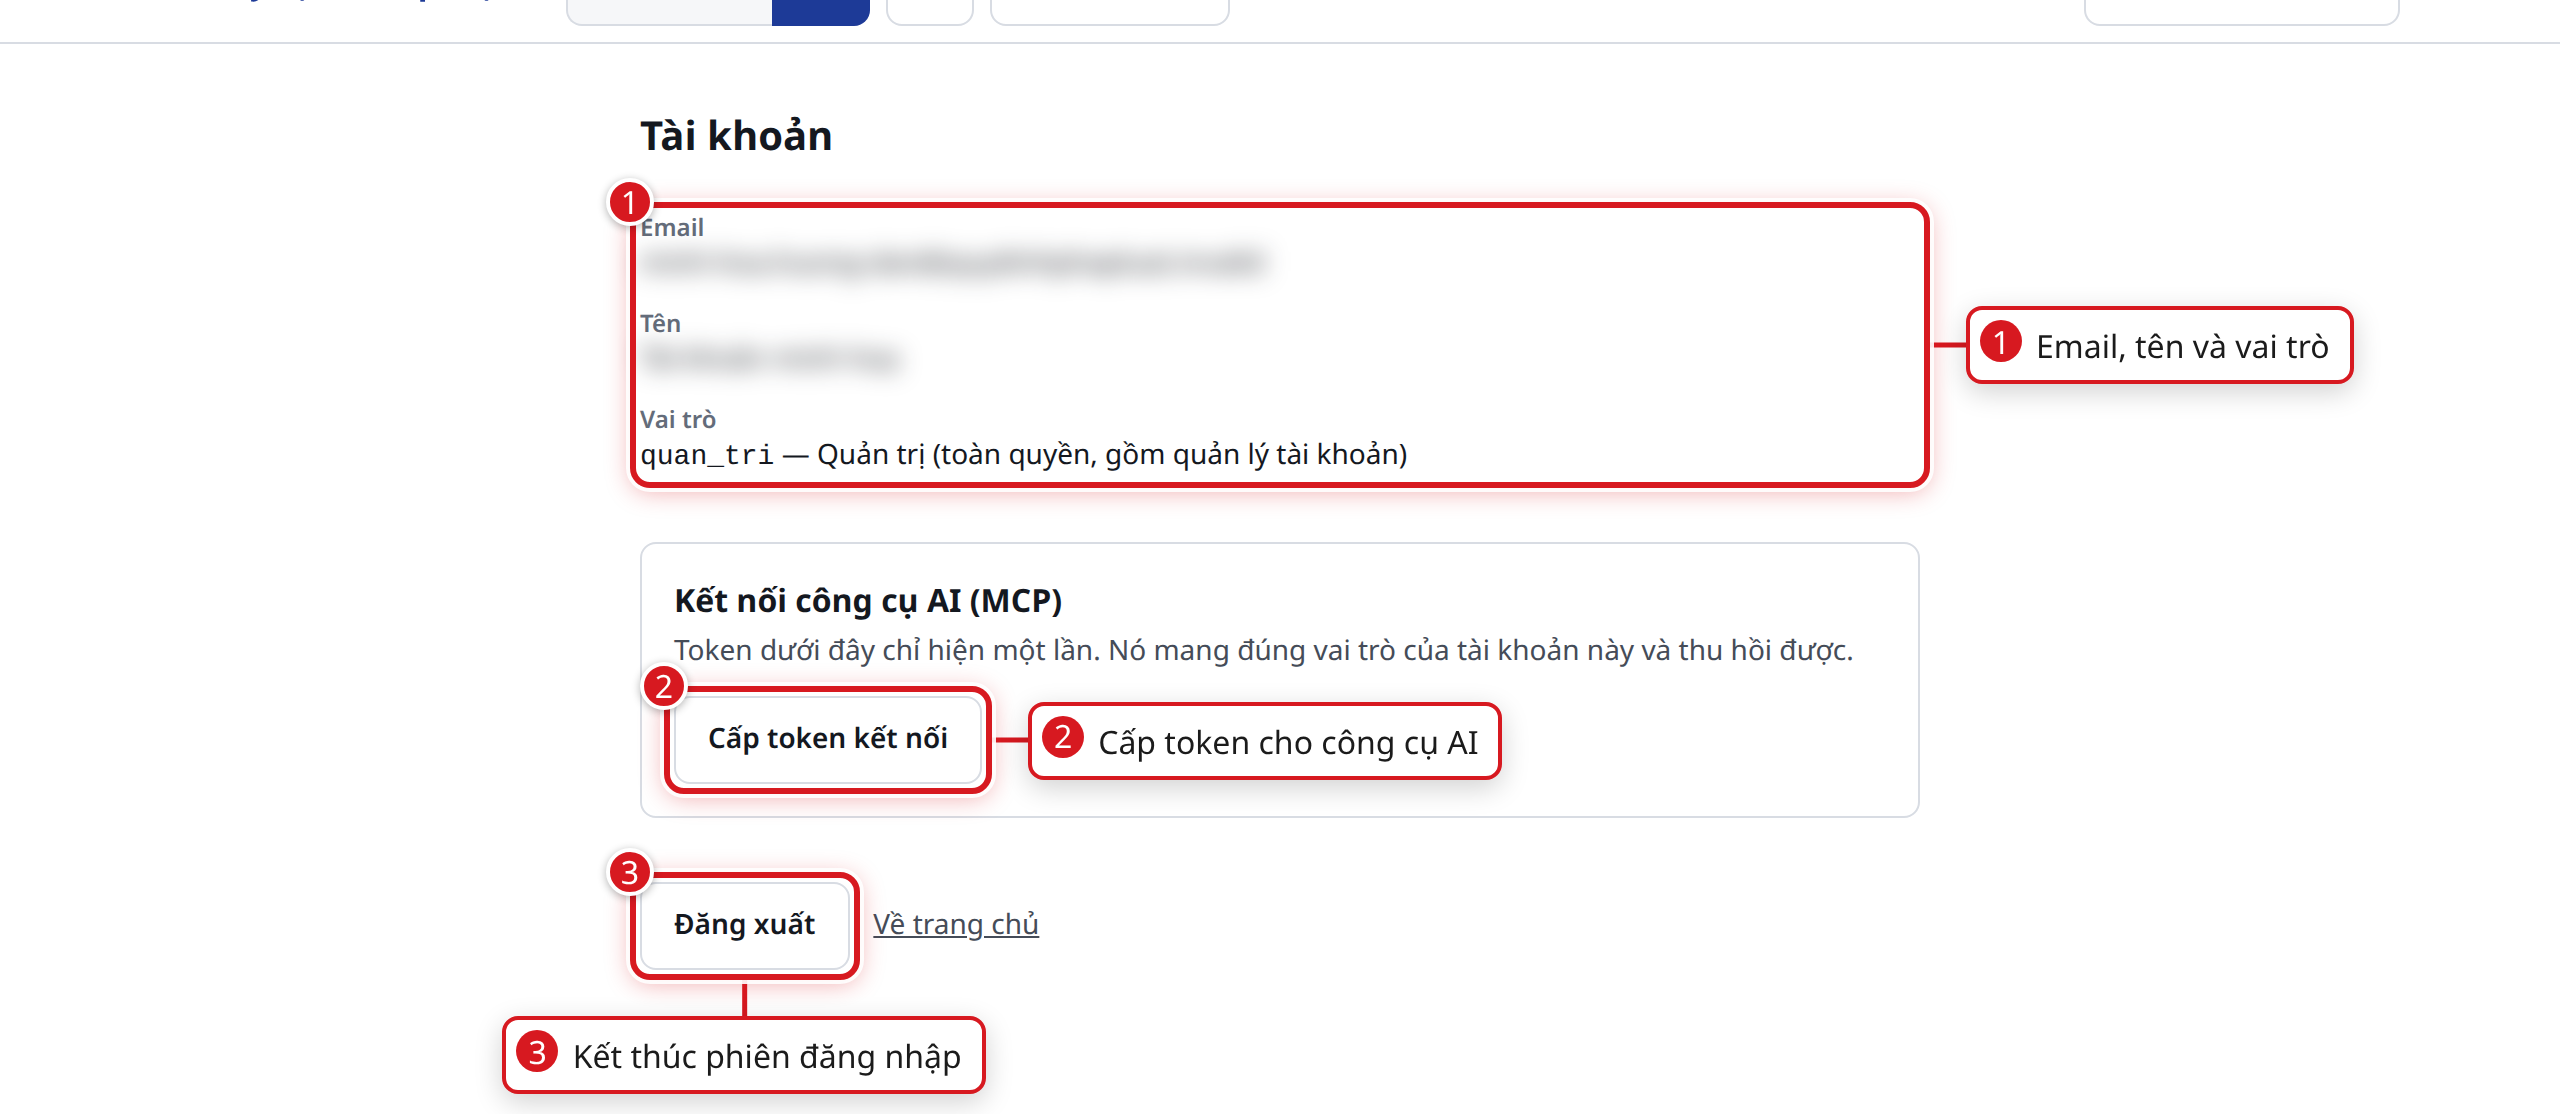 Tài khoản
1
Email
Tên
Vai trò
quan_tri — Quản trị (toàn quyền, gồm quản lý tài khoản)
1 Email, tên và vai trò
Kết nối công cụ AI (MCP)
Token dưới đây chỉ hiện một lần. Nó mang đúng vai trò của tài khoản này và thu hồi được.
2
Cấp token kết nối
2 Cấp token cho công cụ AI
3
Đăng xuất
Về trang chủ
3 Kết thúc phiên đăng nhập